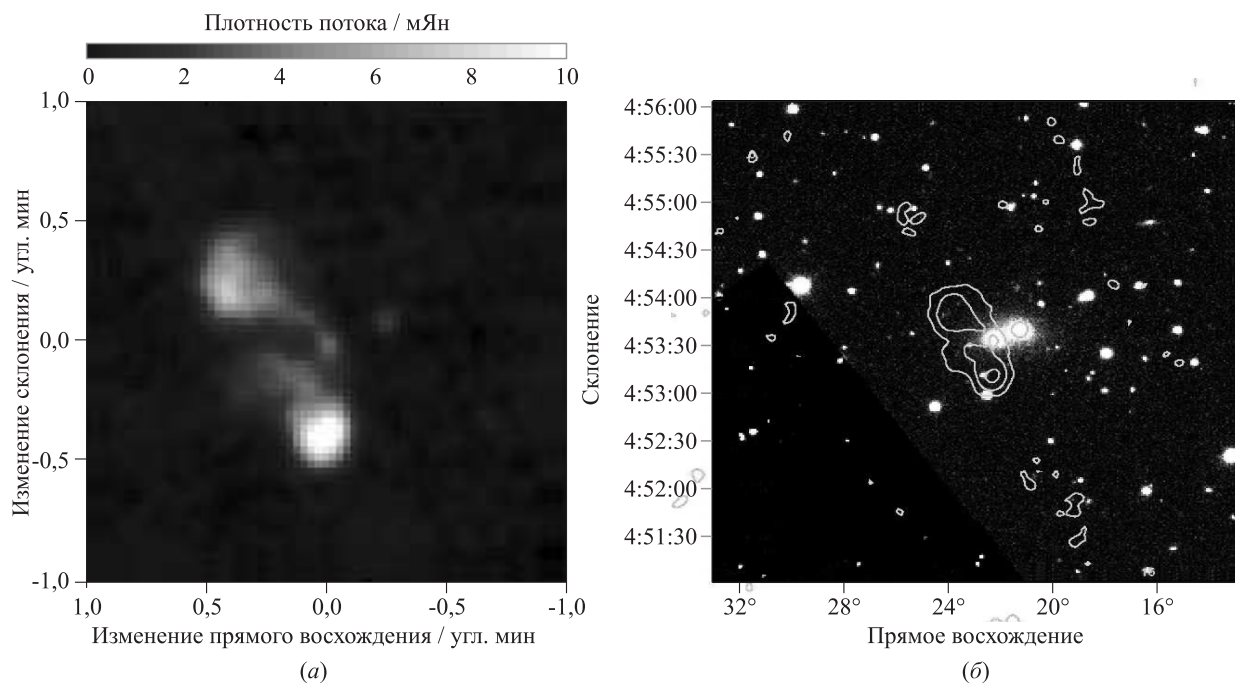 Плотность потока / мЯн
0 2 4 6 8 10
Изменение склонения / угл. мин
1,0
0,5
0,0
-0,5
-1,0
1,0 0,5 0,0 -0,5 -1,0
Изменение прямого восхождения / угл. мин
(а)
Склонение
4:56:00
4:55:30
4:55:00
4:54:30
4:54:00
4:53:30
4:53:00
4:52:30
4:52:00
4:51:30
32° 28° 24° 20° 16°
Прямое восхождение
(б)